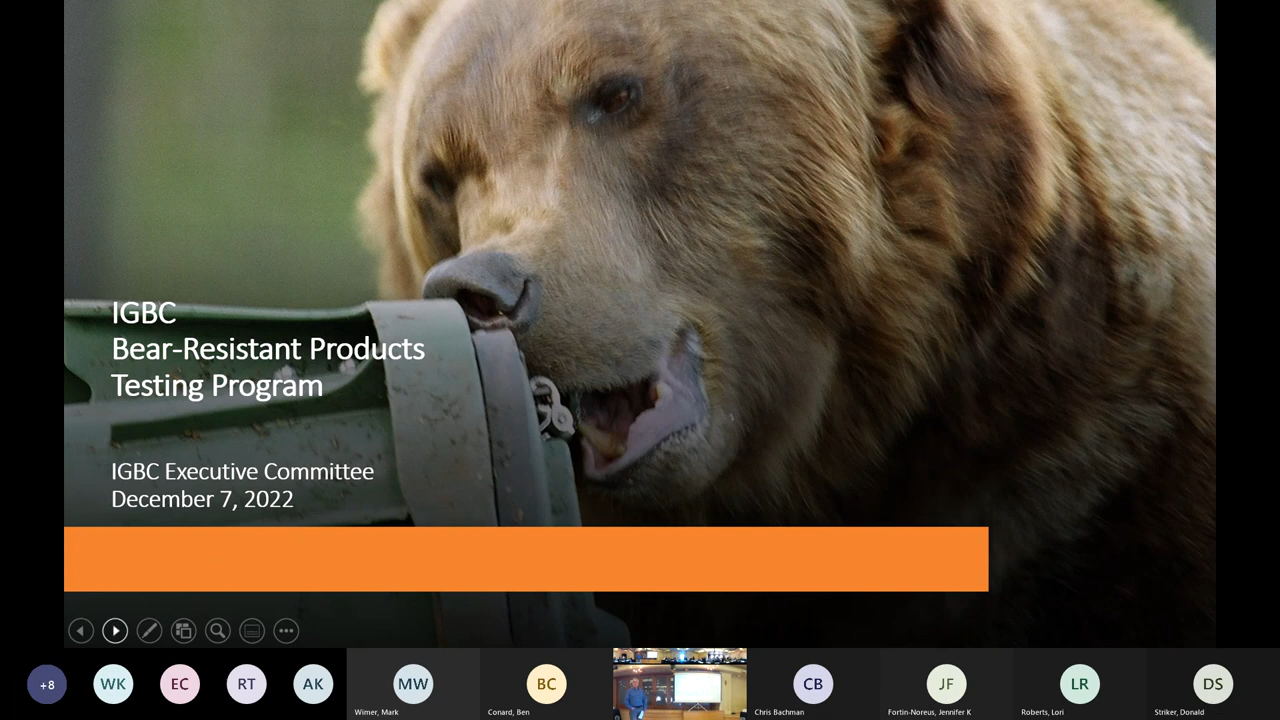 IGBC
Bear-Resistant Products
Testing Program
IGBC Executive Committee
December 7, 2022
+8
WK
EC
RT
AK
MW
Wimer, Mark
BC
Conard, Ben
CB
Chris Bachman
JF
Fortin-Noreus, Jennifer K
LR
Roberts, Lori
DS
Striker, Donald